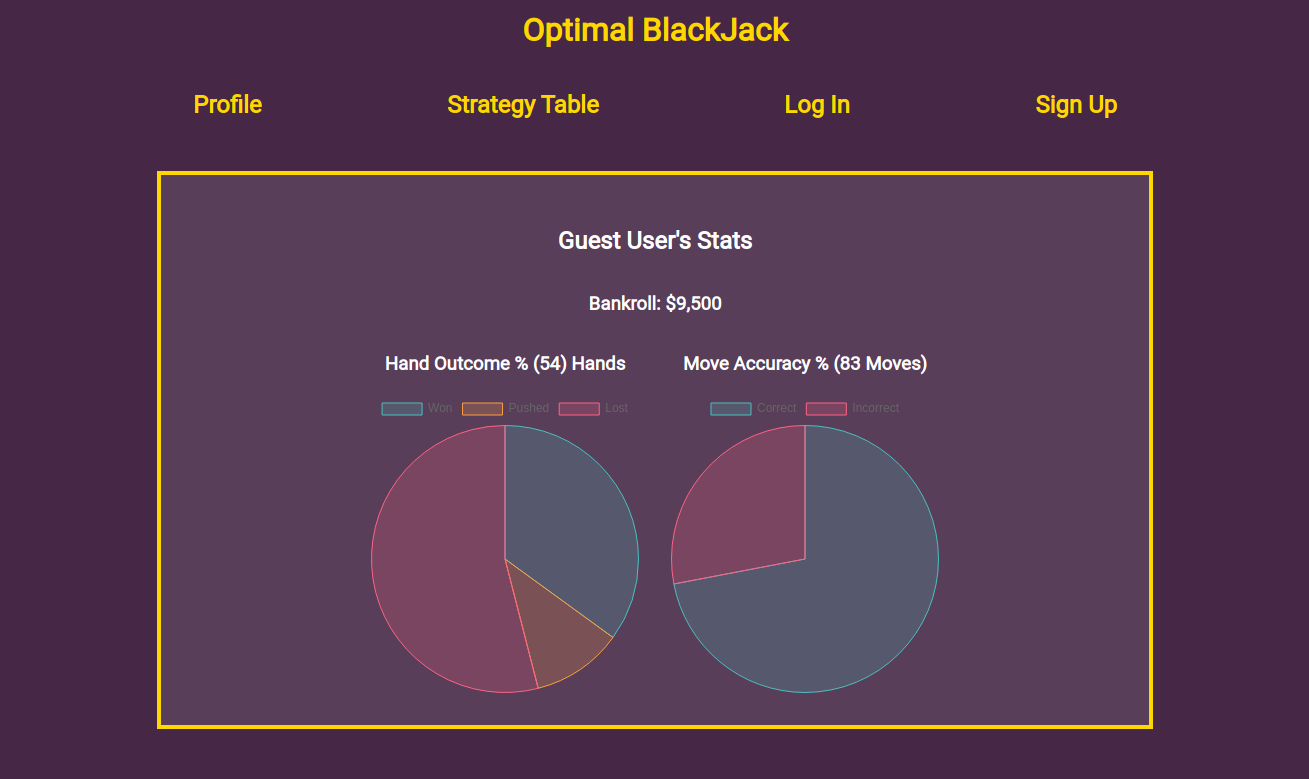 Optimal BlackJack
Profile Strategy Table Log In Sign Up
Guest User's Stats
Bankroll: $9,500
Hand Outcome % (54) Hands Move Accuracy % (83 Moves)
Won Pushed Lost Correct Incorrect